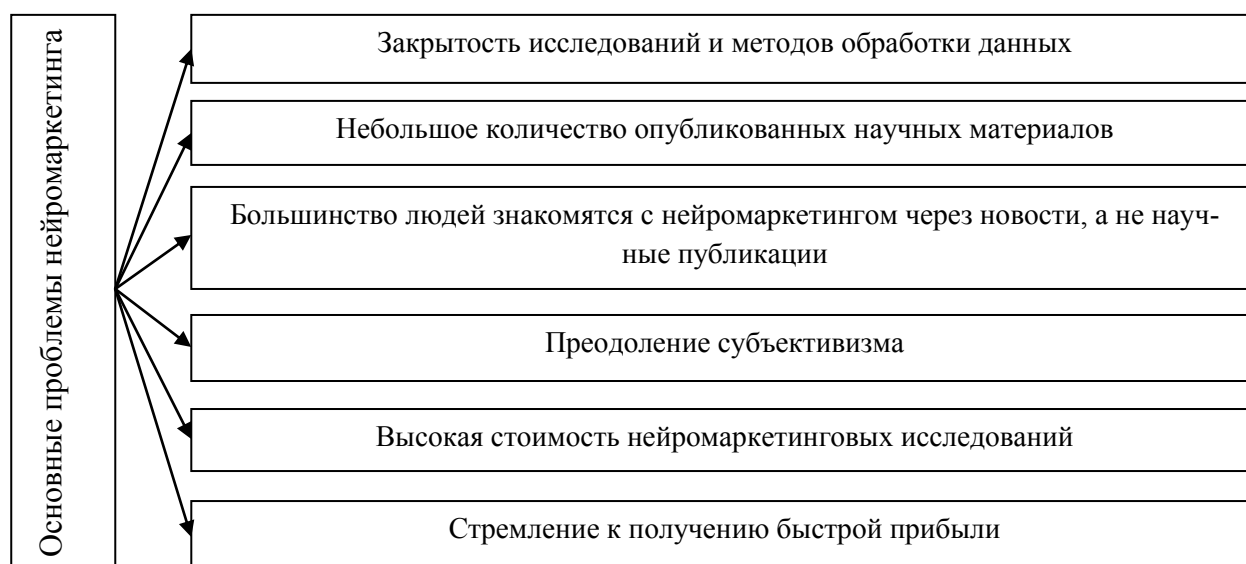 Основные проблемы нейромаркетинга
Закрытость исследований и методов обработки данных
Небольшое количество опубликованных научных материалов
Большинство людей знакомятся с нейромаркетингом через новости, а не науч-
ные публикации
Преодоление субъективизма
Высокая стоимость нейромаркетинговых исследований
Стремление к получению быстрой прибыли